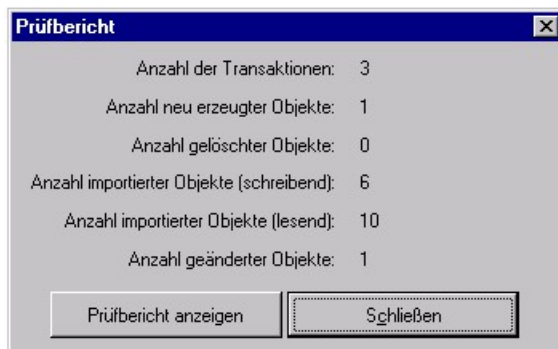 Prüfbericht
Anzahl der Transaktionen: 3
Anzahl neu erzeugter Objekte: 1
Anzahl gelöschter Objekte: 0
Anzahl importierter Objekte (schreibend): 6
Anzahl importierter Objekte (lesend): 10
Anzahl geänderter Objekte: 1
Prüfbericht anzeigen Schließen